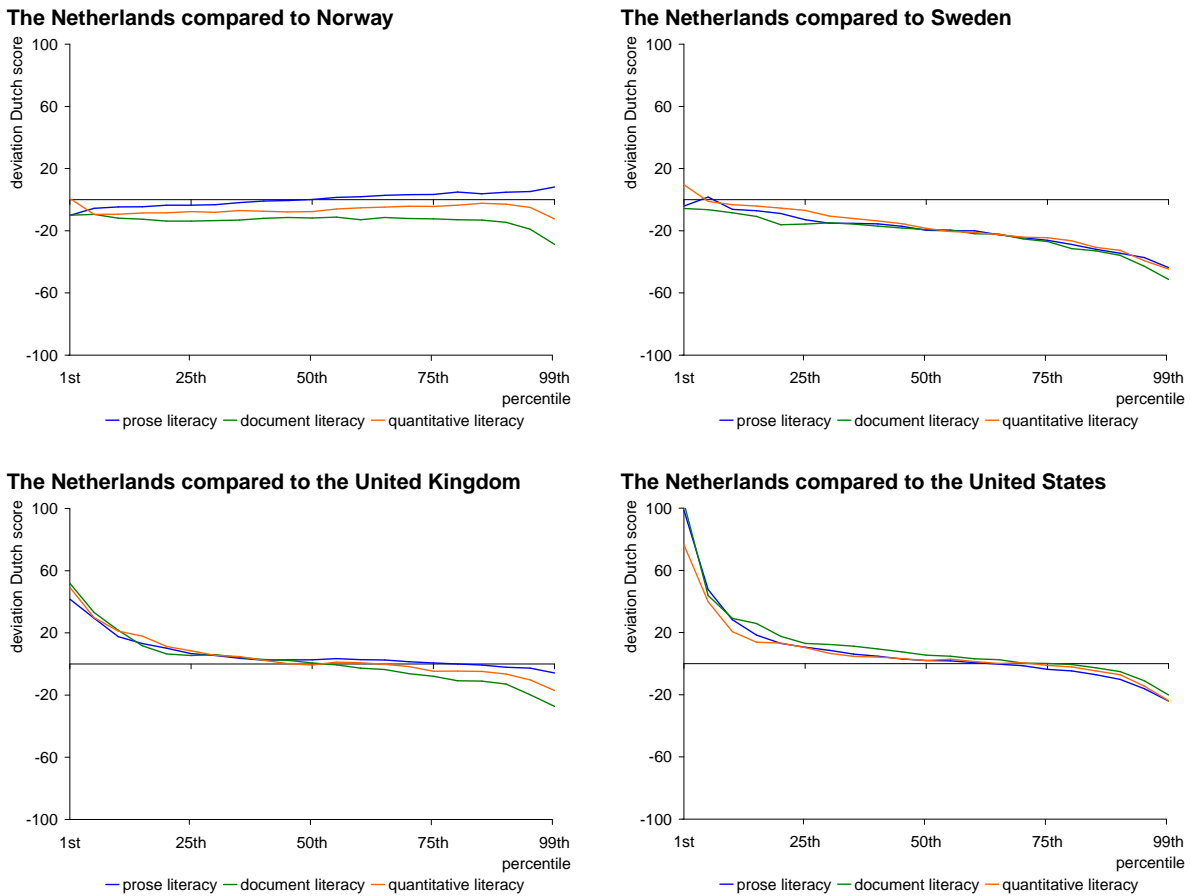 The Netherlands compared to Norway
deviation Dutch score
100
60
20
-20
-60
-100
1st 25th 50th 75th 99th
percentile
prose literacy document literacy quantitative literacy
The Netherlands compared to Sweden
deviation Dutch score
100
60
20
-20
-60
-100
1st 25th 50th 75th 99th
percentile
prose literacy document literacy quantitative literacy
The Netherlands compared to the United Kingdom
deviation Dutch score
100
60
20
-20
-60
-100
1st 25th 50th 75th 99th
percentile
prose literacy document literacy quantitative literacy
The Netherlands compared to the United States
deviation Dutch score
100
60
20
-20
-60
-100
1st 25th 50th 75th 99th
percentile
prose literacy document literacy quantitative literacy